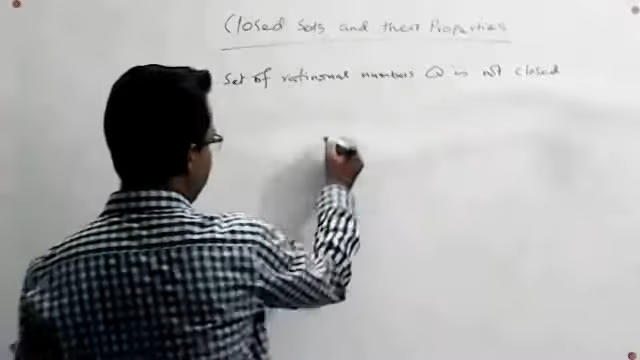 Closed Sets and their Properties
Set of rational numbers Q is not closed